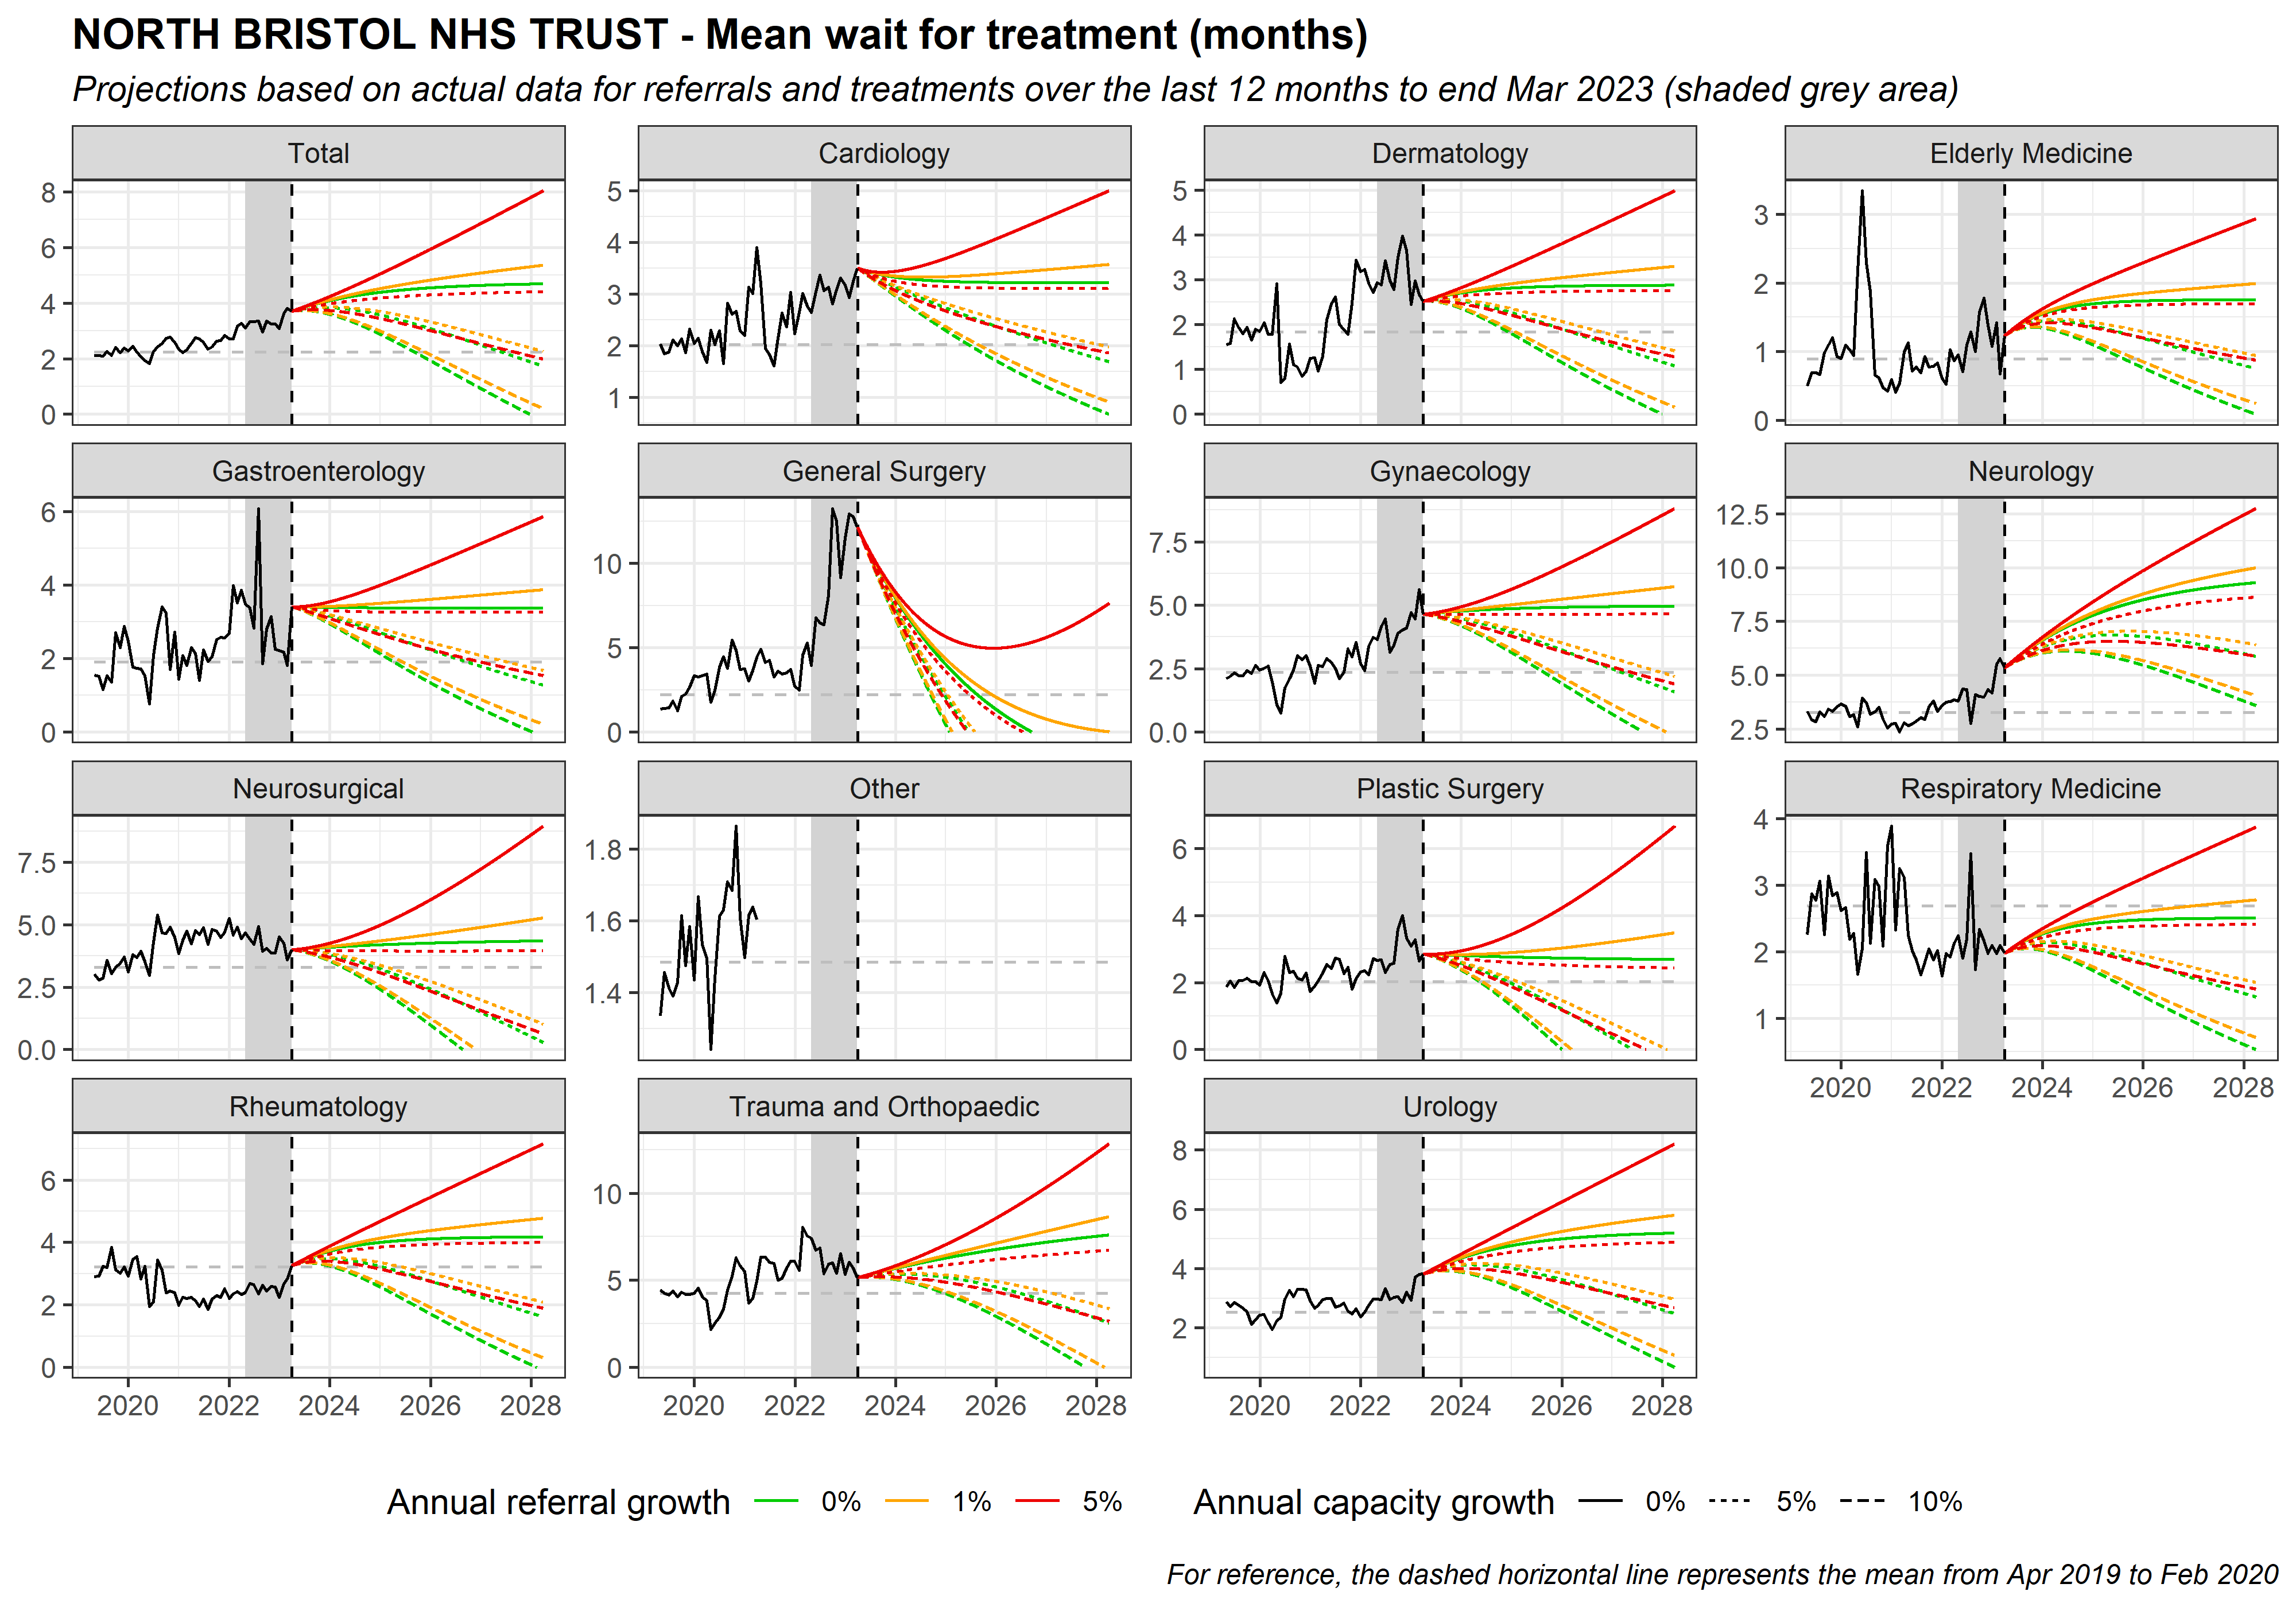 NORTH BRISTOL NHS TRUST - Mean wait for treatment (months)
Projections based on actual data for referrals and treatments over the last 12 months to end Mar 2023 (shaded grey area)
Total
8
6
4
2
0
Cardiology
5
4
3
2
1
Dermatology
5
4
3
2
1
0
Elderly Medicine
3
2
1
0
Gastroenterology
6
4
2
0
General Surgery
10
5
0
Gynaecology
7.5
5.0
2.5
0.0
Neurology
12.5
10.0
7.5
5.0
2.5
Neurosurgical
7.5
5.0
2.5
0.0
Other
1.8
1.6
1.4
Plastic Surgery
6
4
2
0
Respiratory Medicine
4
3
2
1
2020 2022 2024 2026 2028
Rheumatology
6
4
2
0
2020 2022 2024 2026 2028
Trauma and Orthopaedic
10
5
0
2020 2022 2024 2026 2028
Urology
8
6
4
2
2020 2022 2024 2026 2028
Annual referral growth 0% 1% 5%
Annual capacity growth 0% 5% 10%
For reference, the dashed horizontal line represents the mean from Apr 2019 to Feb 2020